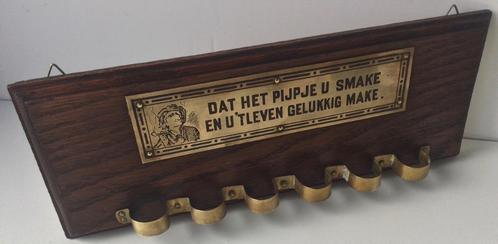 DAT HET PIJPJE U SMAKE
EN U 'TLEVEN GELUKKIG MAKE.